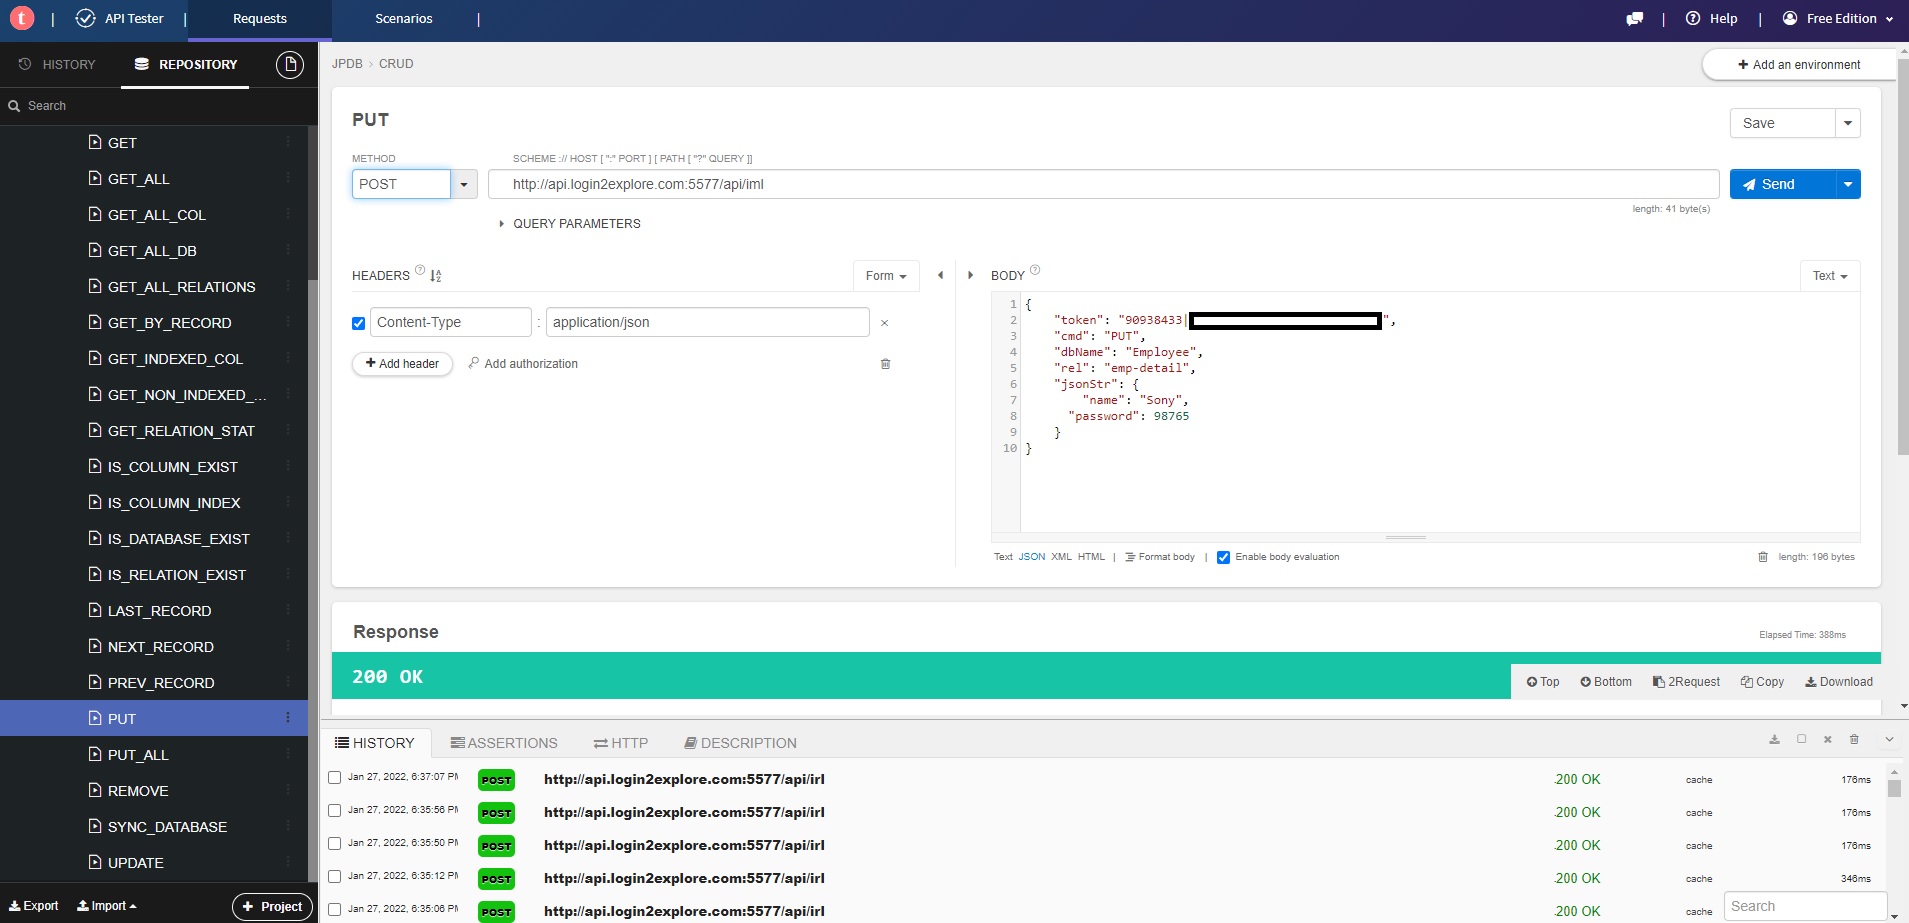 t | API Tester | Requests Scenarios | | Help | Free Edition
HISTORY REPOSITORY
Search
GET
GET_ALL
GET_ALL_COL
GET_ALL_DB
GET_ALL_RELATIONS
GET_BY_RECORD
GET_INDEXED_COL
GET_NON_INDEXED_...
GET_RELATION_STAT
IS_COLUMN_EXIST
IS_COLUMN_INDEX
IS_DATABASE_EXIST
IS_RELATION_EXIST
LAST_RECORD
NEXT_RECORD
PREV_RECORD
PUT
PUT_ALL
REMOVE
SYNC_DATABASE
UPDATE
Export Import + Project
JPDB › CRUD
+ Add an environment
PUT
Save
METHOD SCHEME :// HOST [ ":" PORT ] [ PATH [ "?" QUERY ]]
POST http://api.login2explore.com:5577/api/iml Send
length: 41 byte(s)
QUERY PARAMETERS
HEADERS ? Form
Content-Type : application/json ×
+ Add header Add authorization
BODY ? Text
1 {
2 "token": "90938433| ",
3 "cmd": "PUT",
4 "dbName": "Employee",
5 "rel": "emp-detail",
6 "jsonStr": {
7 "name": "Sony",
8 "password": 98765
9 }
10 }
Text JSON XML HTML | Format body | Enable body evaluation length: 196 bytes
Response
Elapsed Time: 388ms
200 OK
Top Bottom 2Request Copy Download
HISTORY ASSERTIONS HTTP DESCRIPTION
Jan 27, 2022, 6:37:07 PM POST http://api.login2explore.com:5577/api/irl 200 OK cache 176ms
Jan 27, 2022, 6:35:56 PM POST http://api.login2explore.com:5577/api/irl 200 OK cache 176ms
Jan 27, 2022, 6:35:50 PM POST http://api.login2explore.com:5577/api/irl 200 OK cache 176ms
Jan 27, 2022, 6:35:12 PM POST http://api.login2explore.com:5577/api/irl 200 OK cache 346ms
Jan 27, 2022, 6:35:06 PM POST http://api.login2explore.com:5577/api/irl 200 OK
Search